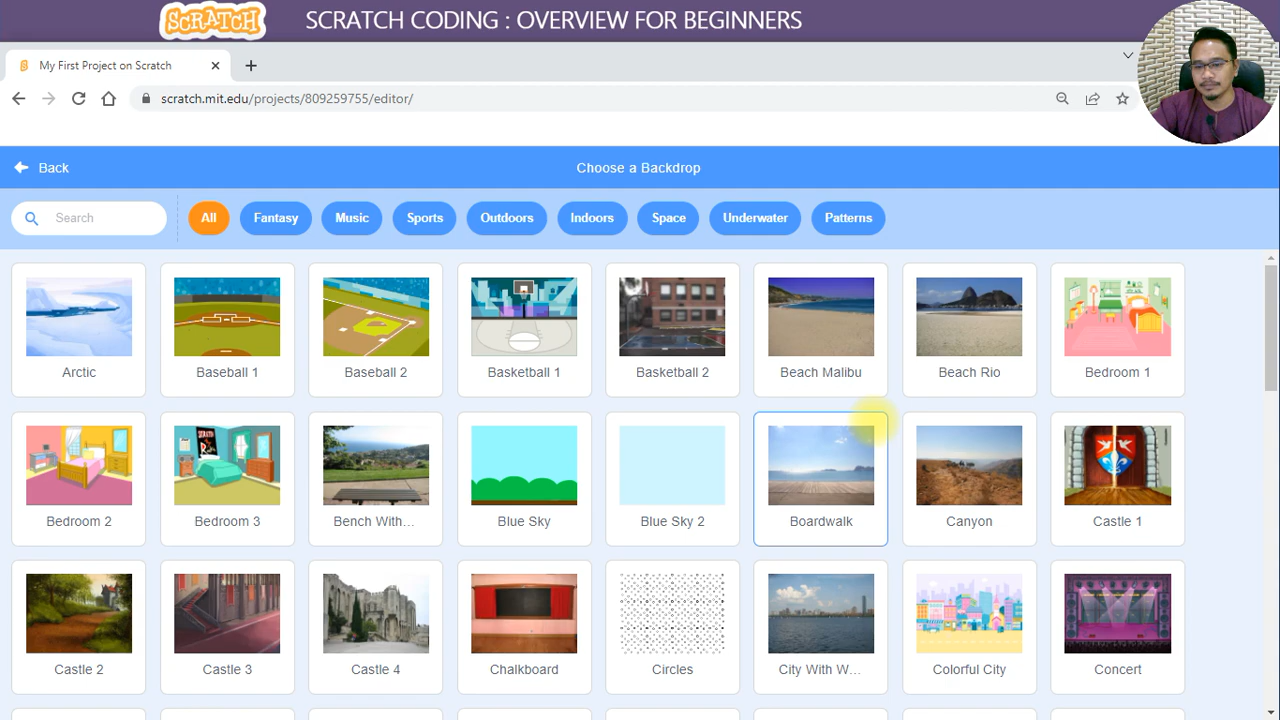 SCRATCH
SCRATCH CODING : OVERVIEW FOR BEGINNERS
My First Project on Scratch
scratch.mit.edu/projects/809259755/editor/
Back
Choose a Backdrop
Search
All
Fantasy
Music
Sports
Outdoors
Indoors
Space
Underwater
Patterns
Arctic
Baseball 1
Baseball 2
Basketball 1
Basketball 2
Beach Malibu
Beach Rio
Bedroom 1
SCRATCH
Bedroom 2
Bedroom 3
Bench With...
Blue Sky
Blue Sky 2
Boardwalk
Canyon
Castle 1
Castle 2
Castle 3
Castle 4
Chalkboard
Circles
City With W...
Colorful City
Concert